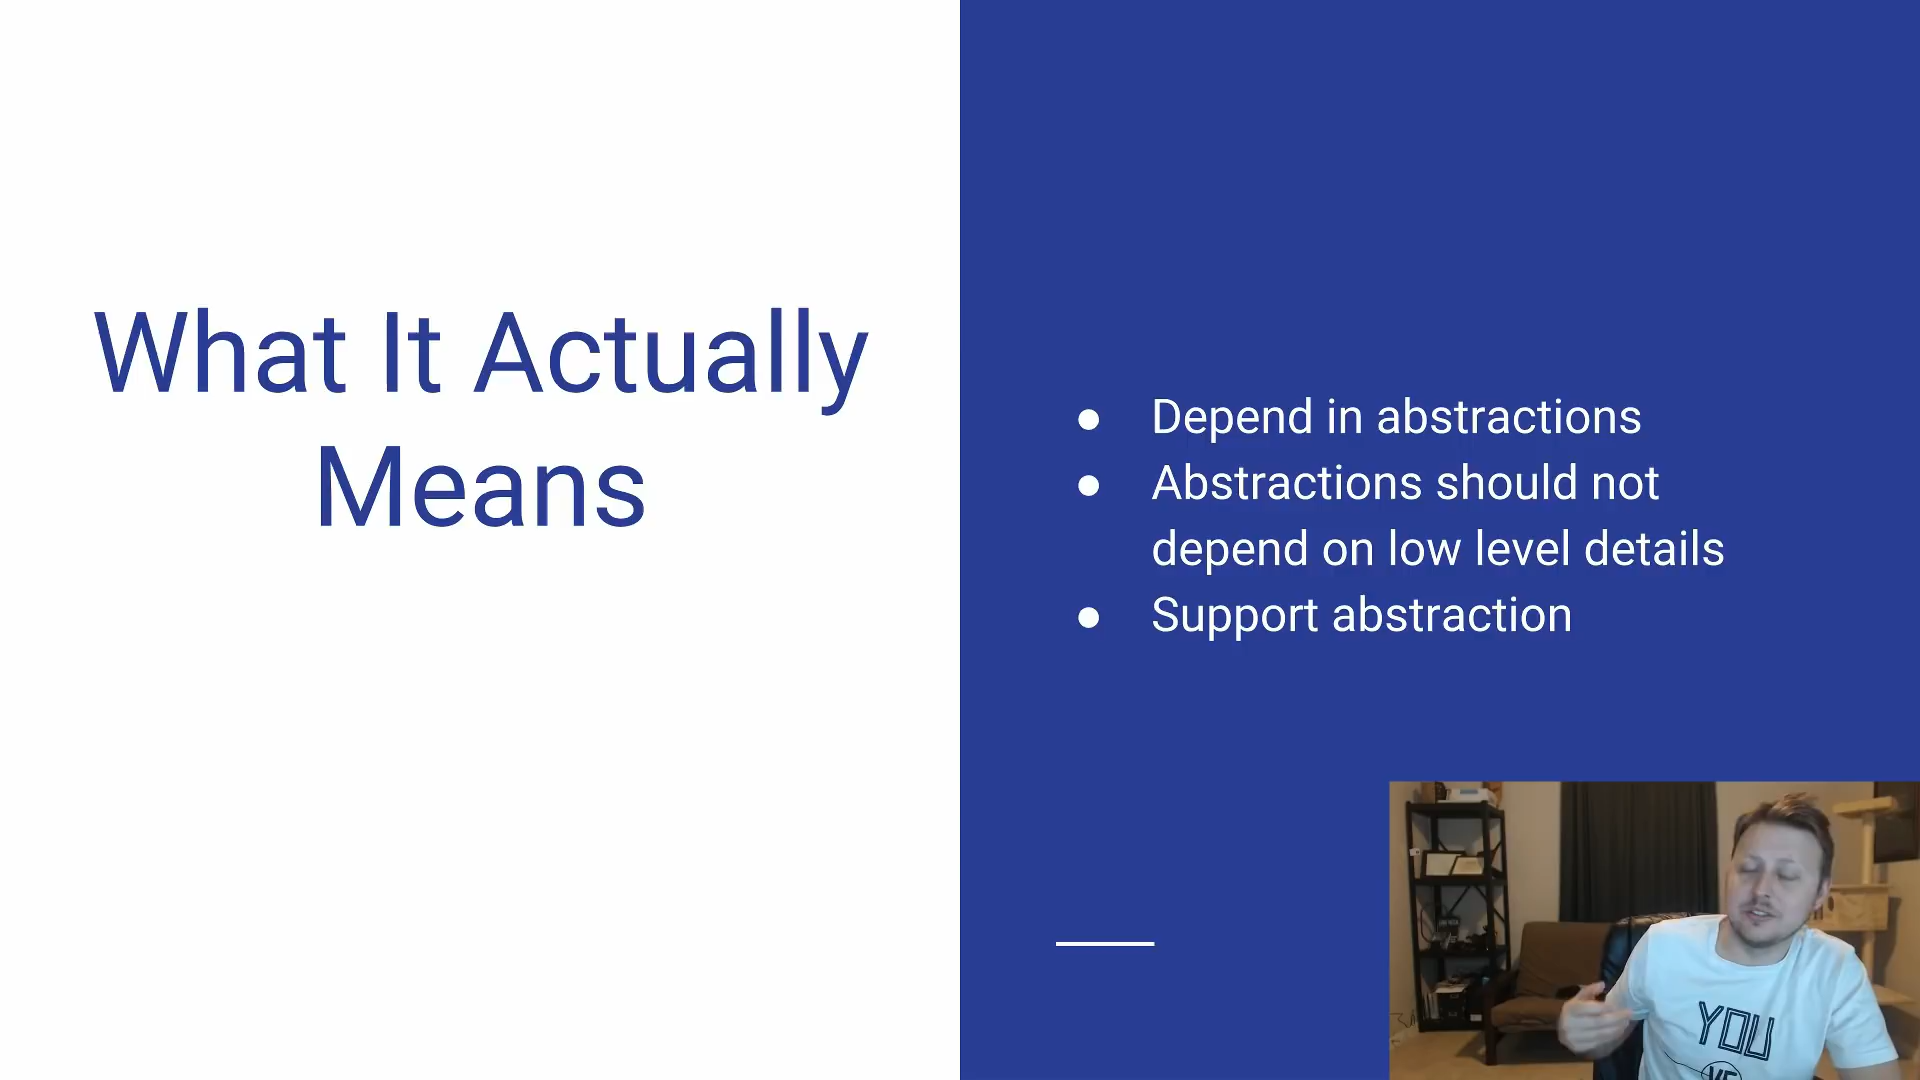 What It Actually
Means
● Depend in abstractions
● Abstractions should not
depend on low level details
● Support abstraction
YOU